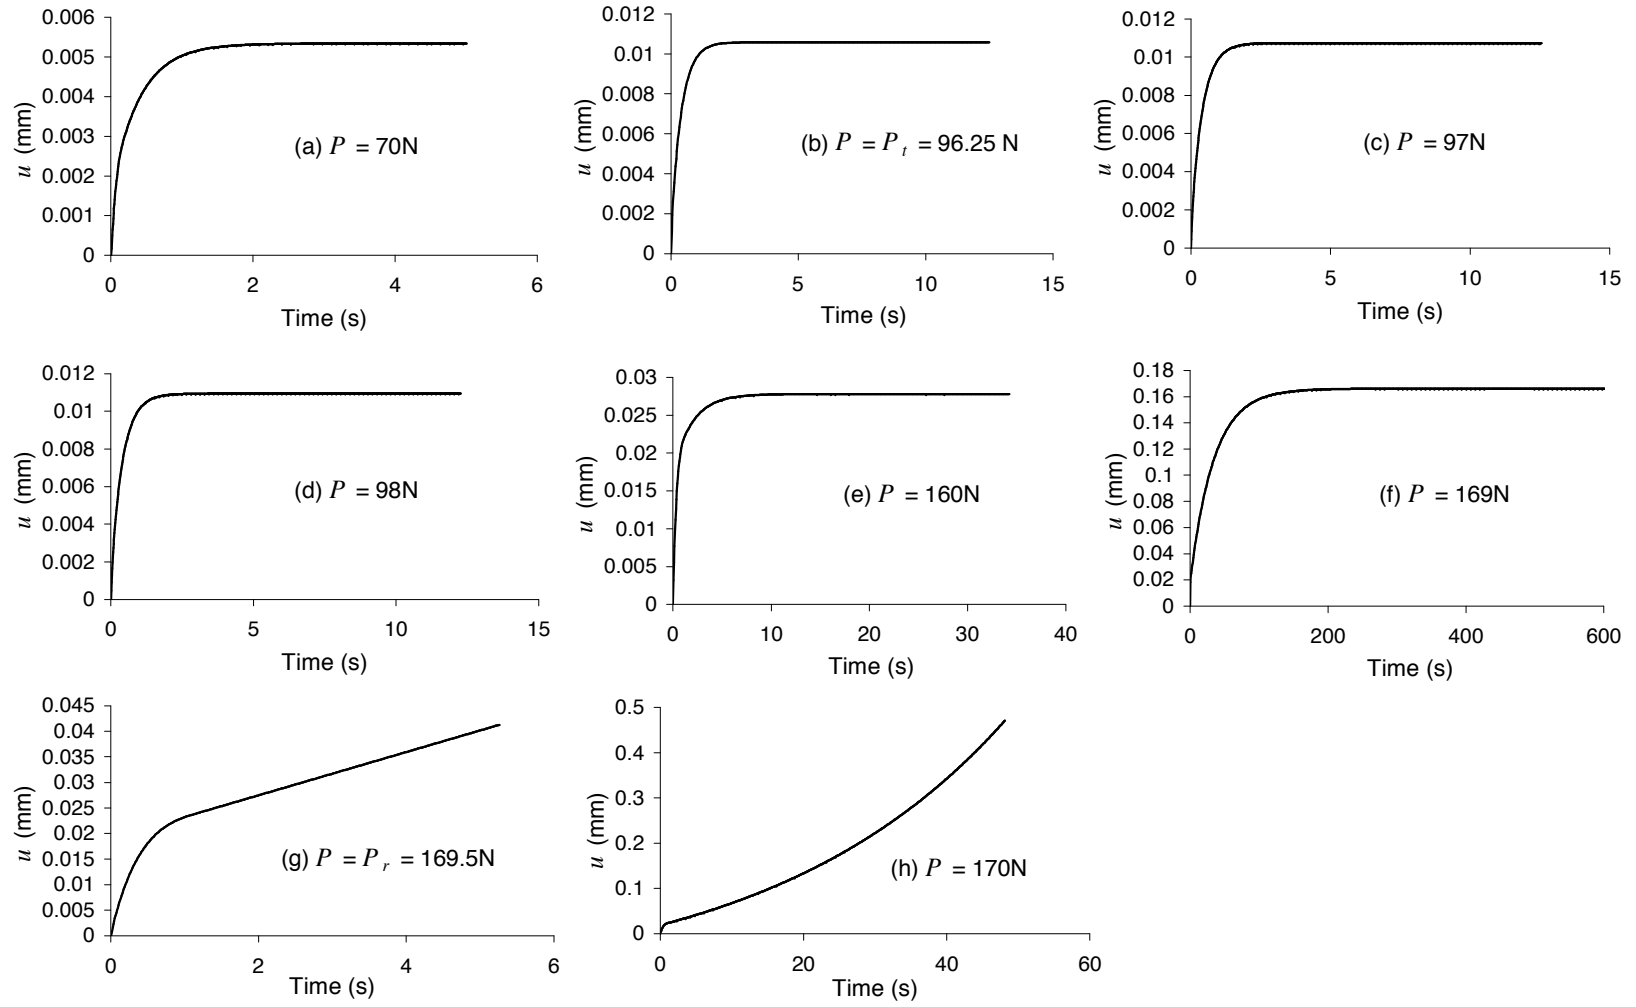 0.006
0.005
0.004
0.003
0.002
0.001
0
u (mm)
(a) P = 70N
0 2 4 6
Time (s)
0.012
0.01
0.008
0.006
0.004
0.002
0
u (mm)
(b) P = P t = 96.25 N
0 5 10 15
Time (s)
0.012
0.01
0.008
0.006
0.004
0.002
0
u (mm)
(c) P = 97N
0 5 10 15
Time (s)
0.012
0.01
0.008
0.006
0.004
0.002
0
u (mm)
(d) P = 98N
0 5 10 15
Time (s)
0.03
0.025
0.02
0.015
0.01
0.005
0
u (mm)
(e) P = 160N
0 10 20 30 40
Time (s)
0.18
0.16
0.14
0.12
0.1
0.08
0.06
0.04
0.02
0
u (mm)
(f) P = 169N
0 200 400 600
Time (s)
0.045
0.04
0.035
0.03
0.025
0.02
0.015
0.01
0.005
0
u (mm)
(g) P = P r = 169.5N
0 2 4 6
Time (s)
0.5
0.4
0.3
0.2
0.1
0
u (mm)
(h) P = 170N
0 20 40 60
Time (s)